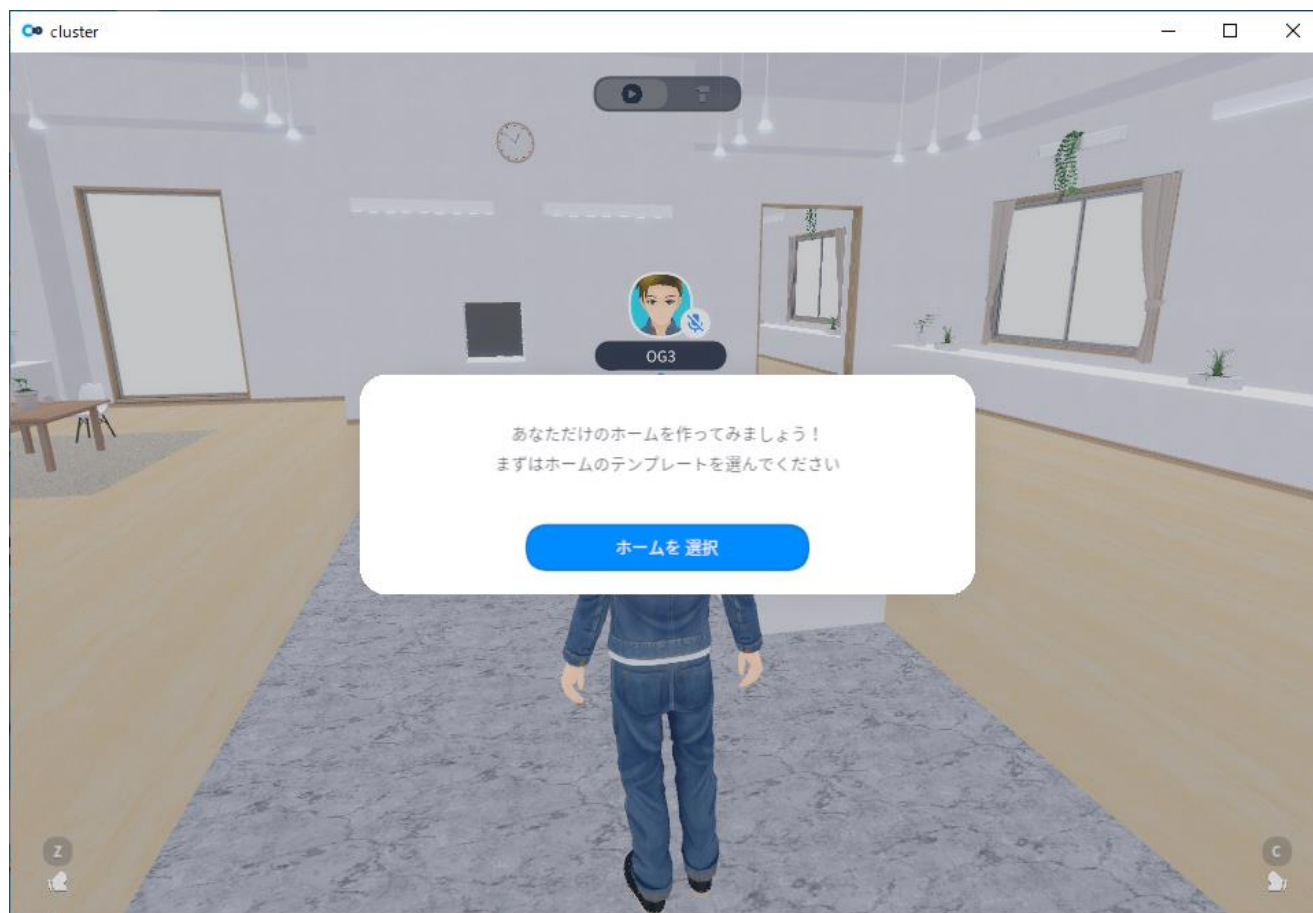 cluster
OG3
あなただけのホームを作ってみましょう！
まずはホームのテンプレートを選んでください
ホームを 選択
Z
C